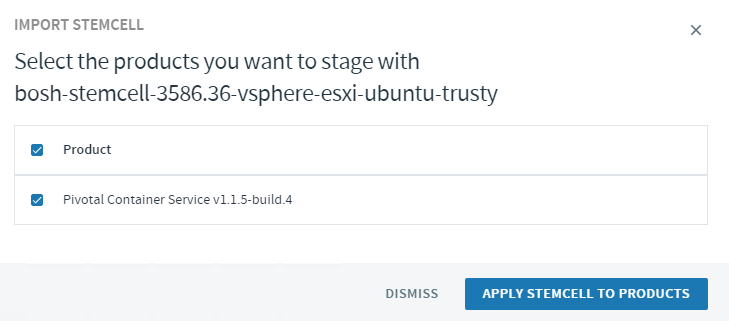 IMPORT STEMCELL
Select the products you want to stage with
bosh-stemcell-3586.36-vsphere-esxi-ubuntu-trusty
Product
Pivotal Container Service v1.1.5-build.4
DISMISS
APPLY STEMCELL TO PRODUCTS